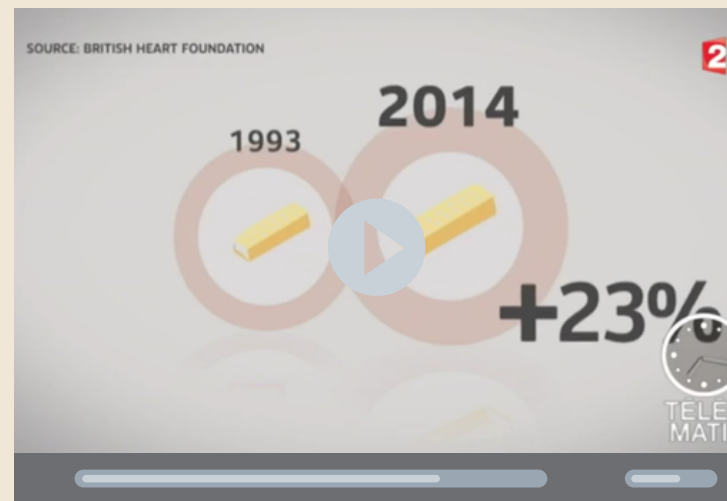 SOURCE: BRITISH HEART FOUNDATION
2
2014
1993
+23%
TELE
MATI